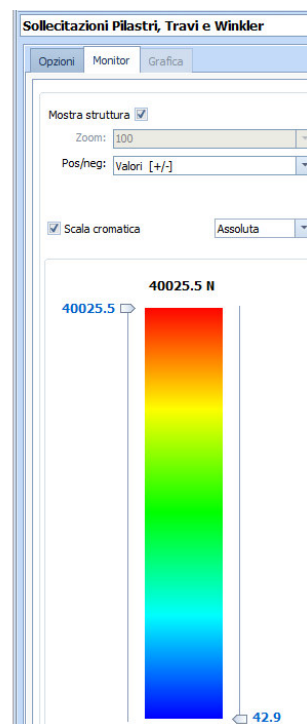 Sollecitazioni Pilastri, Travi e Winkler
Opzioni Monitor Grafica
Mostra struttura
Zoom: 100
Pos/neg: Valori [+/-]
Scala cromatica Assoluta
40025.5 N
40025.5
42.9